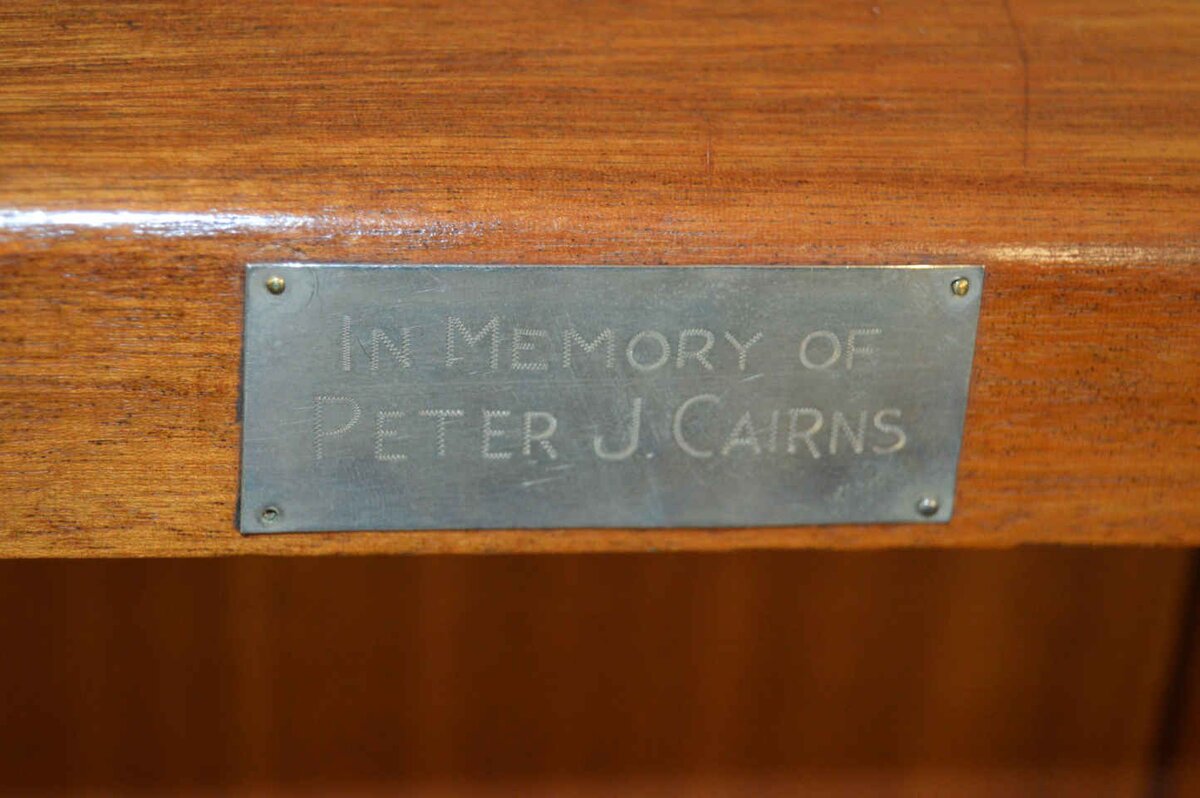 IN MEMORY OF
PETER J. CAIRNS